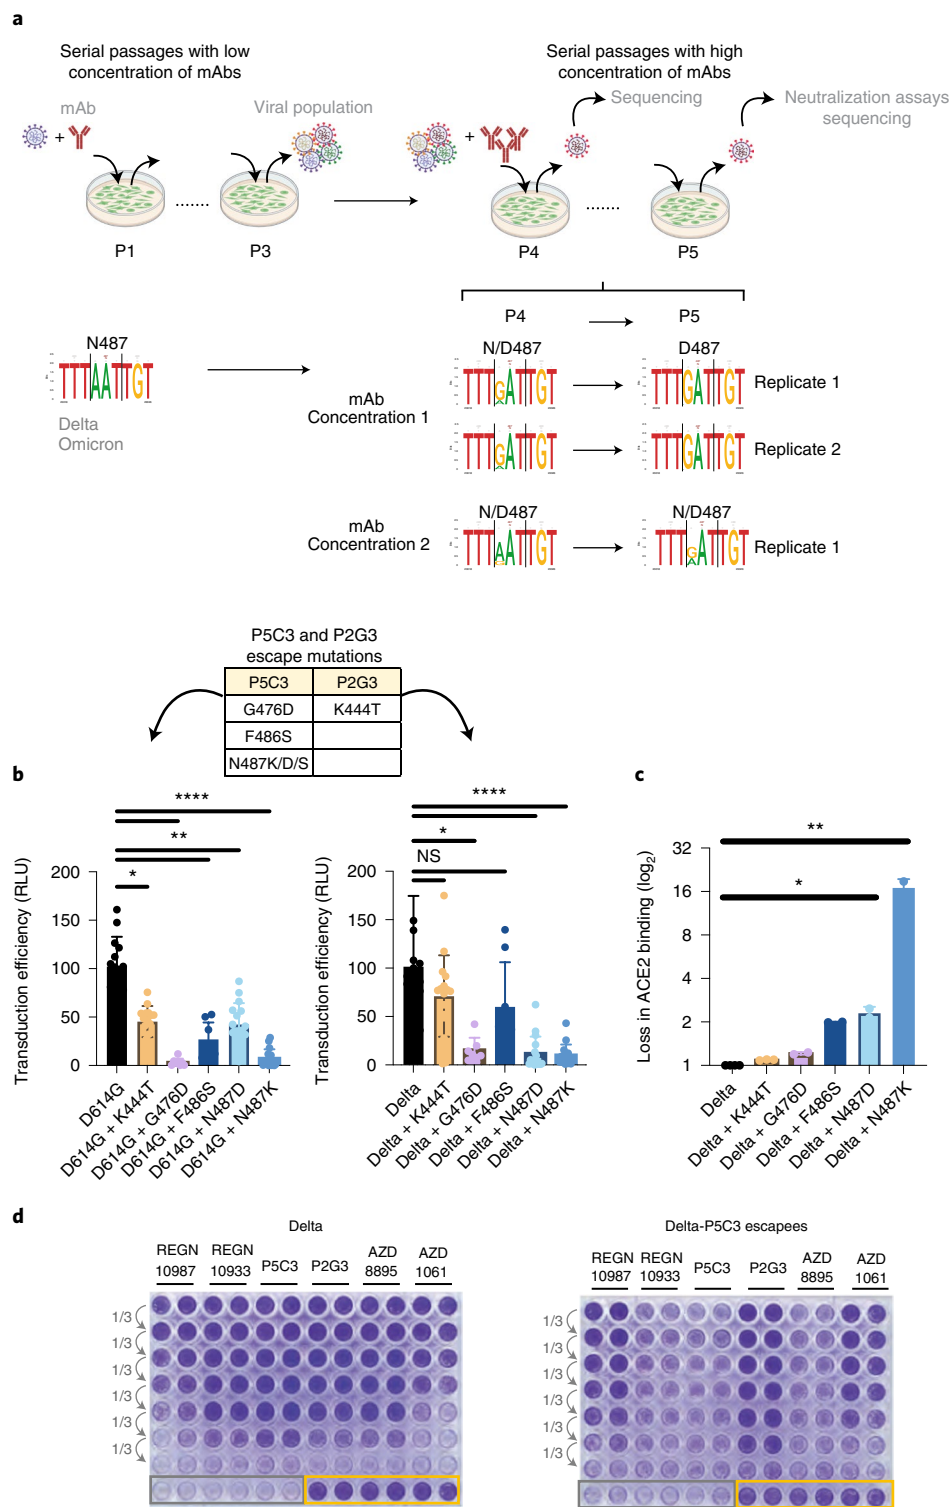 a
Serial passages with low
concentration of mAbs
Serial passages with high
concentration of mAbs
mAb
Viral population
Sequencing
Neutralization assays
sequencing
+
+
.......
.......
P1
P3
P4
P5
P4
P5
N487
TTTAATTGT
Delta
Omicron
mAb
Concentration 1
N/D487
D487
TTTGATTGT
TTTGATTGT
Replicate 1
TTTGATTGT
TTTGATTGT
Replicate 2
mAb
Concentration 2
N/D487
N/D487
TTTAATTGT
TTTGATTGT
Replicate 1
P5C3 and P2G3
escape mutations
P5C3 P2G3
G476D K444T
F486S
N487K/D/S
b
****
**
*
Transduction efficiency (RLU)
200
150
100
50
0
D614G
D614G + K444T
D614G + G476D
D614G + F486S
D614G + N487D
D614G + N487K
****
*
NS
Transduction efficiency (RLU)
200
150
100
50
0
Delta
Delta + K444T
Delta + G476D
Delta + F486S
Delta + N487D
Delta + N487K
c
**
*
Loss in ACE2 binding (log2)
32
16
8
4
2
1
Delta
Delta + K444T
Delta + G476D
Delta + F486S
Delta + N487D
Delta + N487K
d
Delta
REGN 10987
REGN 10933
P5C3
P2G3
AZD 8895
AZD 1061
1/3
1/3
1/3
1/3
1/3
1/3
Delta-P5C3 escapees
REGN 10987
REGN 10933
P5C3
P2G3
AZD 8895
AZD 1061
1/3
1/3
1/3
1/3
1/3
1/3